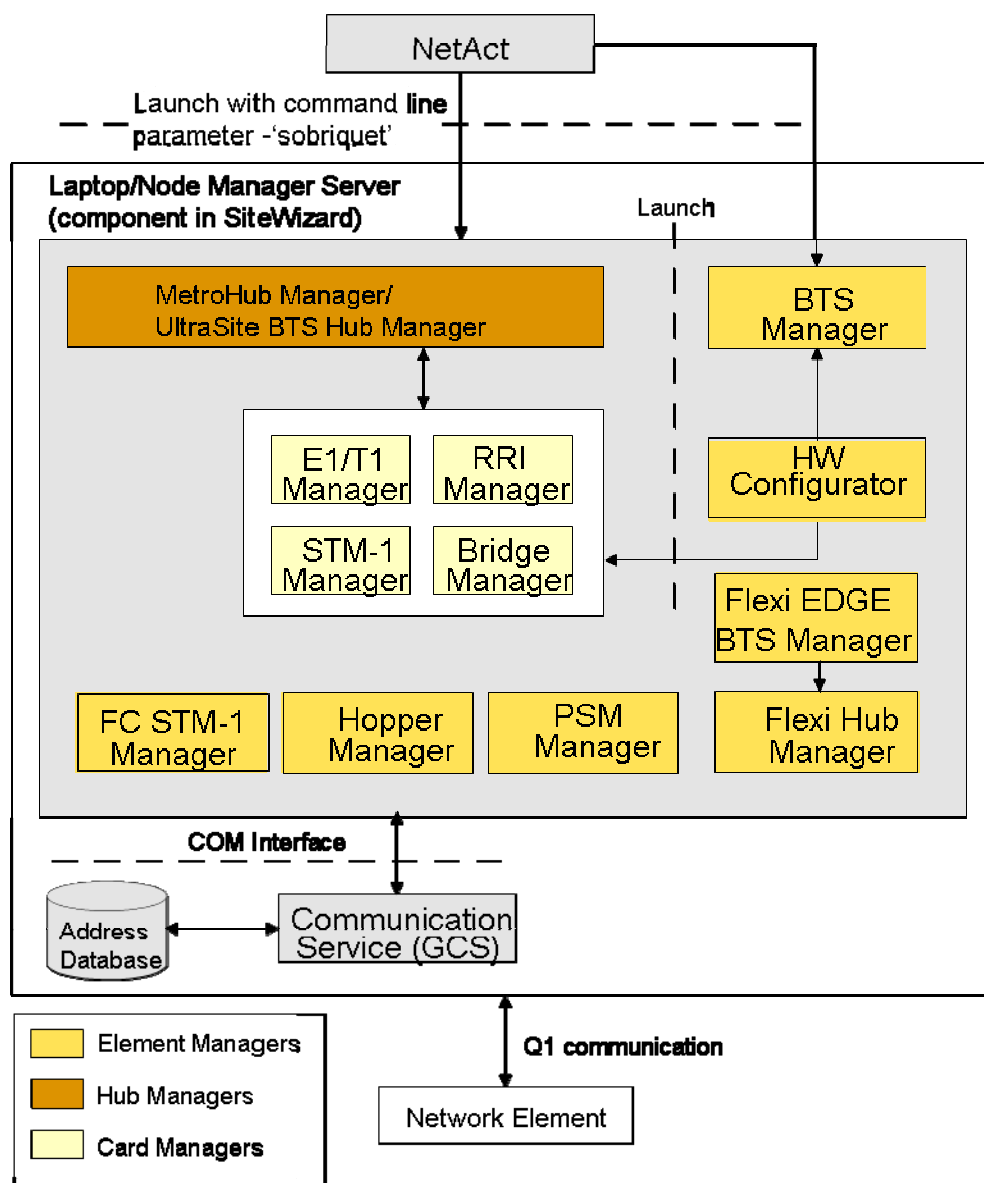 NetAct
Launch with command line
parameter -‘sobriquet’
Laptop/Node Manager Server
(component in SiteWizard)
Launch
MetroHub Manager/
UltraSite BTS Hub Manager
BTS
Manager
E1/T1
Manager
RRI
Manager
HW
Configurator
STM-1
Manager
Bridge
Manager
Flexi EDGE
BTS Manager
FC STM-1
Manager
Hopper
Manager
PSM
Manager
Flexi Hub
Manager
COM Interface
Address
Database
Communication
Service (GCS)
Element Managers
Hub Managers
Card Managers
Q1 communication
Network Element